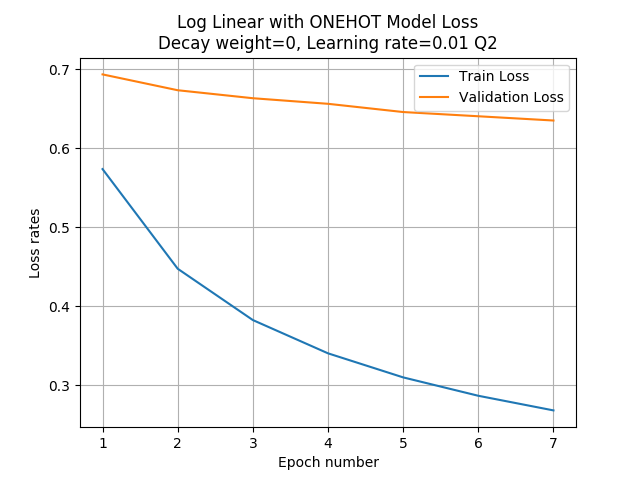 Log Linear with ONEHOT Model Loss
Decay weight=0, Learning rate=0.01 Q2
Train Loss
Validation Loss
0.7
0.6
0.5
0.4
0.3
Loss rates
1 2 3 4 5 6 7
Epoch number